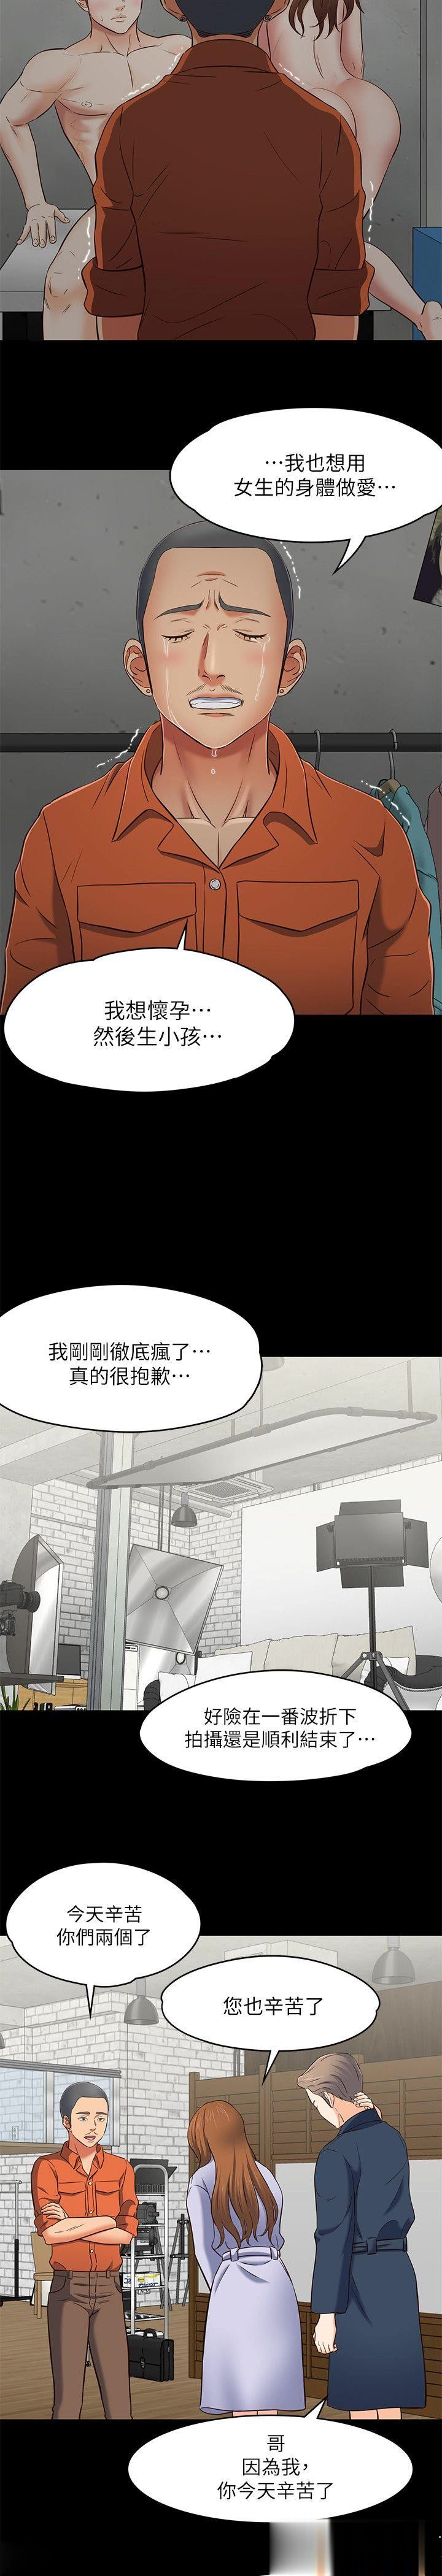 …我也想用
女生的身體做愛…
我想懷孕…
然後生小孩…
我剛剛徹底瘋了…
真的很抱歉…
好險在一番波折下
拍攝還是順利結束了…
今天辛苦
你們兩個了
您也辛苦了
哥
因為我，
你今天辛苦了